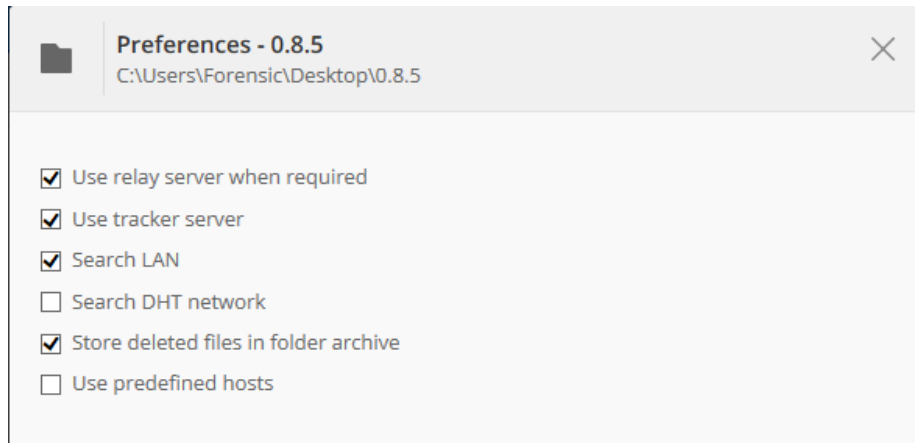 Preferences - 0.8.5
C:\Users\Forensic\Desktop\0.8.5
Use relay server when required
Use tracker server
Search LAN
Search DHT network
Store deleted files in folder archive
Use predefined hosts